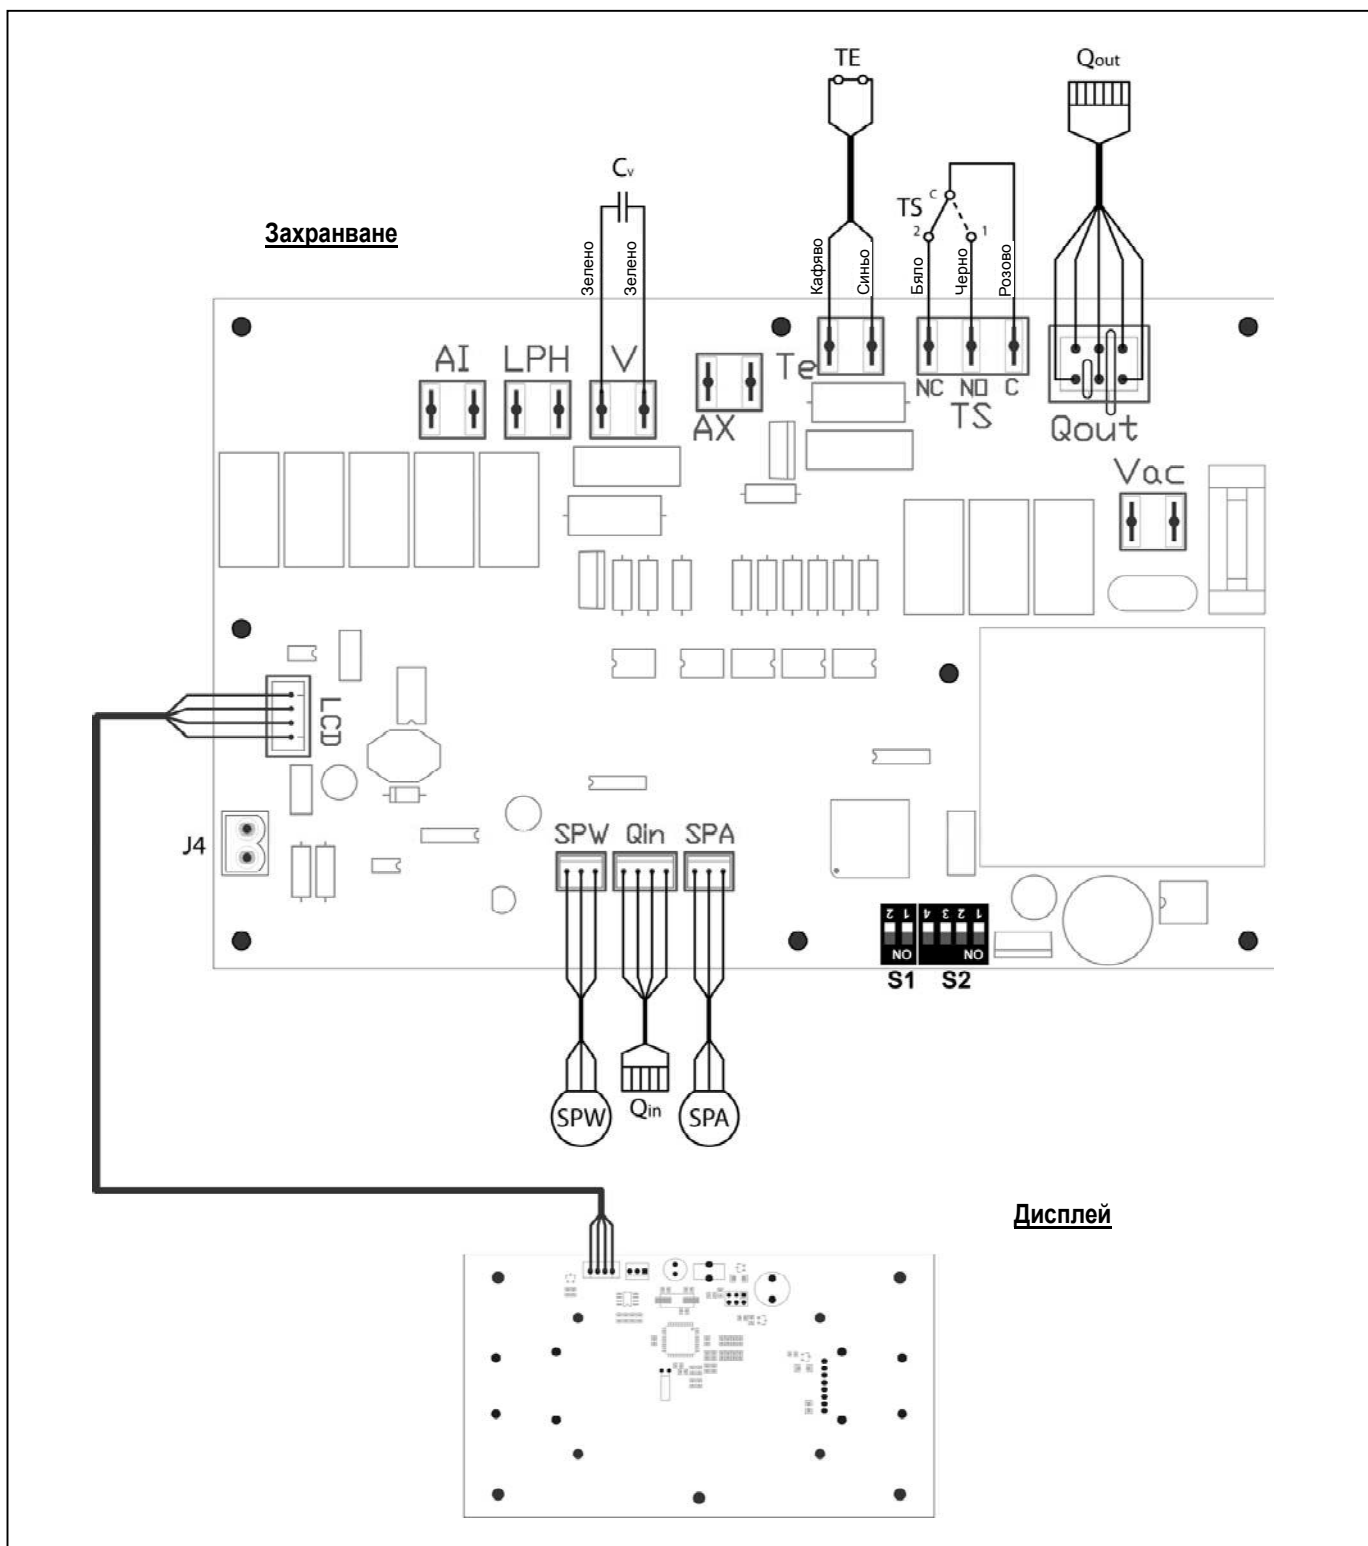 TE
Qout
Cv
Захранване
TS
C
2
1
Зелено
Зелено
Кафяво
Синьо
Бяло
Черно
Розово
AI
LPH
V
AX
Te
NC
NO
C
TS
Qout
Vac
LCD
J4
SPW
Qin
SPA
2 1
ON
4 3 2 1
ON
S1
S2
SPW
Qin
SPA
Дисплей